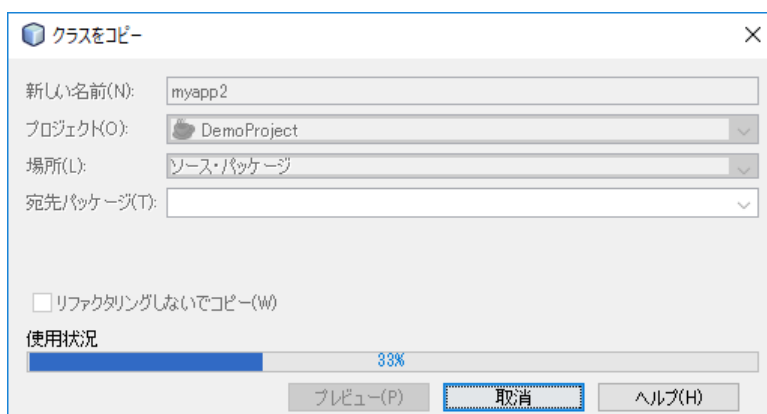 クラスをコピー
新しい名前(N): myapp2
プロジェクト(O): DemoProject
場所(L): ソース・パッケージ
宛先パッケージ(T):
リファクタリングしないでコピー(W)
使用状況
33%
プレビュー(P) 取消 ヘルプ(H)